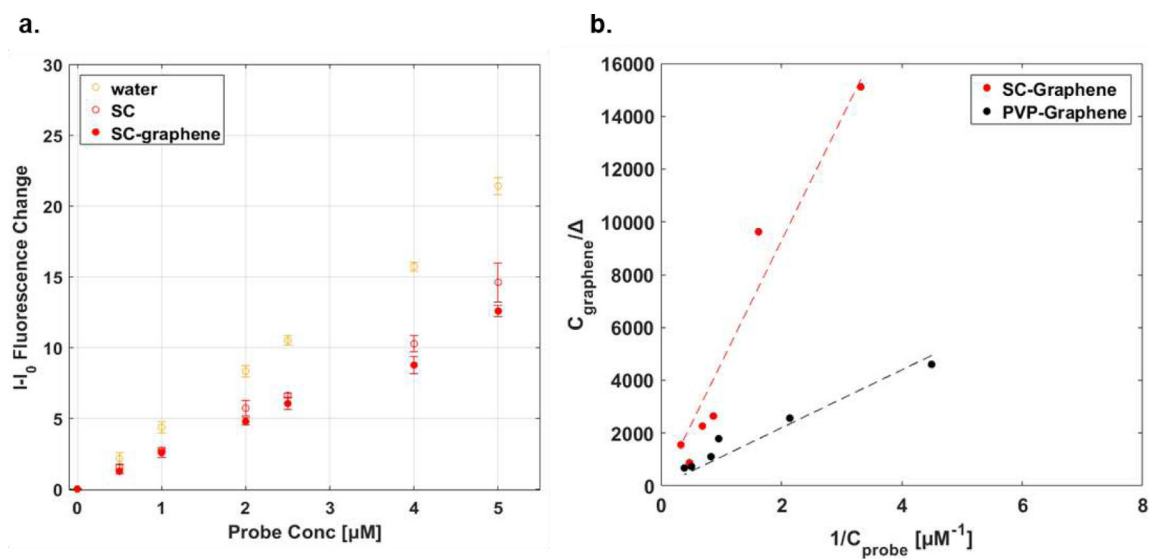 a.
30
25
20
15
10
5
0
0 1 2 3 4 5
I-I0 Fluorescence Change
Probe Conc [µM]
water
SC
SC-graphene
b.
16000
14000
12000
10000
8000
6000
4000
2000
0
0 2 4 6 8
Cgraphene/Δ
1/Cprobe [µM-1]
SC-Graphene
PVP-Graphene